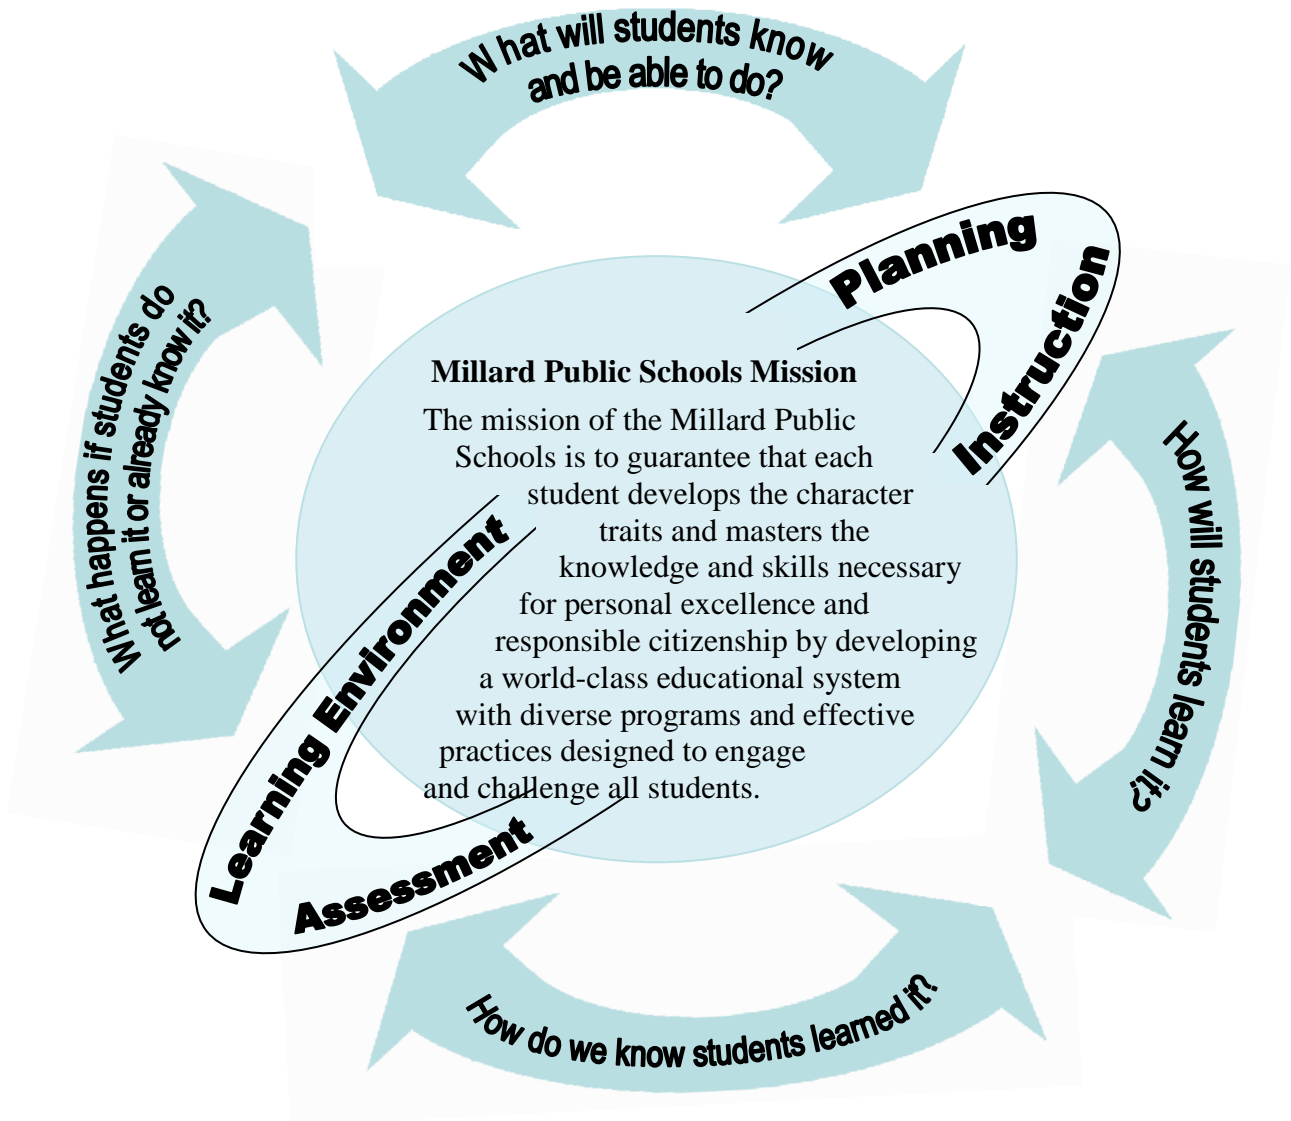 What will students know
and be able to do?
Planning
Instruction
What happens if students do
not learn it or already know it?
Millard Public Schools Mission
The mission of the Millard Public
Schools is to guarantee that each
student develops the character
traits and masters the
knowledge and skills necessary
for personal excellence and
responsible citizenship by developing
a world-class educational system
with diverse programs and effective
practices designed to engage
and challenge all students.
How will students learn it?
Learning Environment
Assessment
How do we know students learned it?